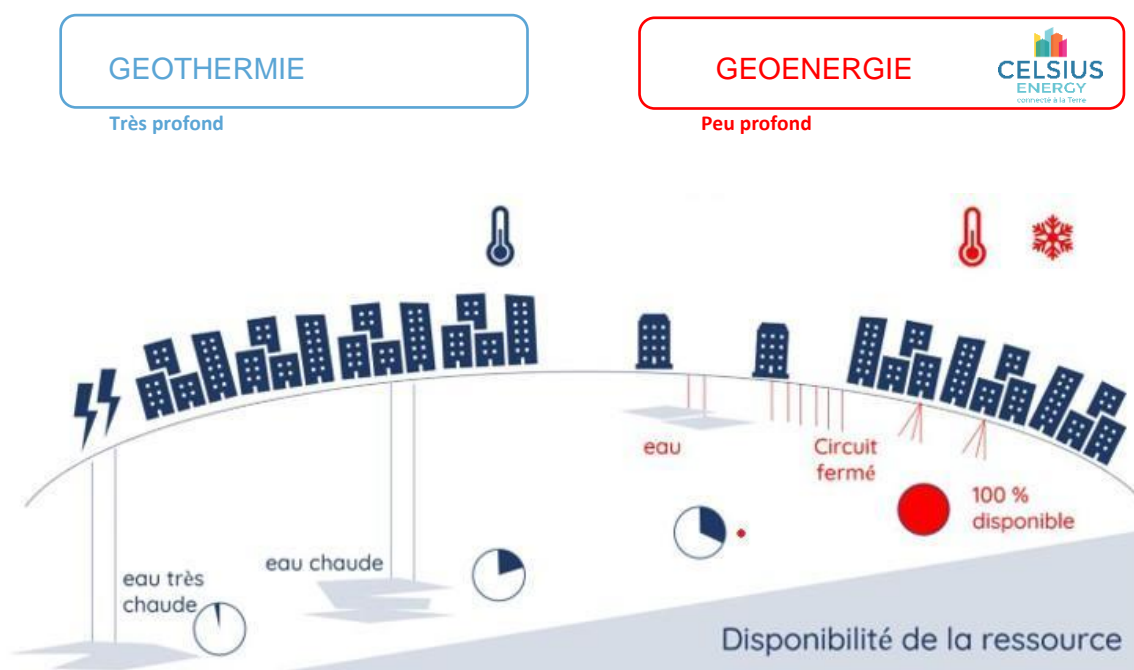 GEOTHERMIE
GEOENERGIE
CELSIUS
ENERGY
connecté à la Terre
Très profond
Peu profond
eau
Circuit
fermé
100 %
disponible
eau chaude
eau très
chaude
Disponibilité de la ressource